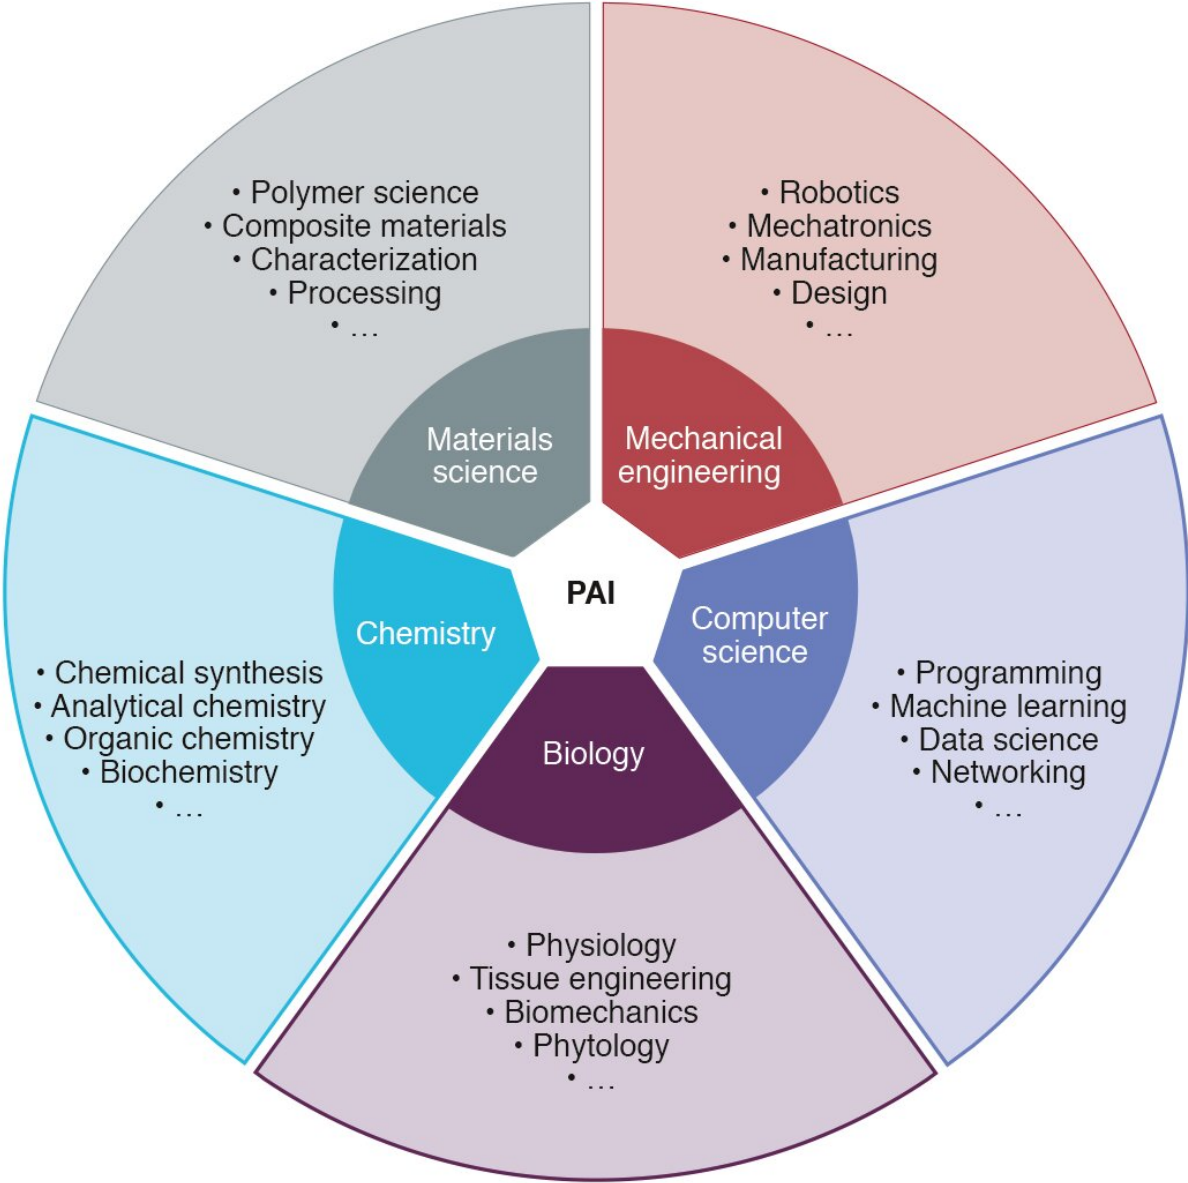 • Polymer science
• Composite materials
• Characterization
• Processing
• ...
Materials
science
• Robotics
• Mechatronics
• Manufacturing
• Design
• ...
Mechanical
engineering
PAI
Chemistry
• Chemical synthesis
• Analytical chemistry
• Organic chemistry
• Biochemistry
• ...
Computer
science
• Programming
• Machine learning
• Data science
• Networking
• ...
Biology
• Physiology
• Tissue engineering
• Biomechanics
• Phytology
• ...